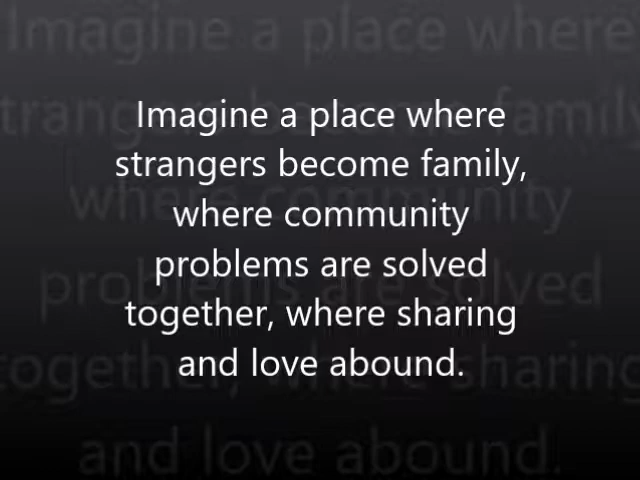 Imagine a place where
strangers become family,
where community
problems are solved
together, where sharing
and love abound.